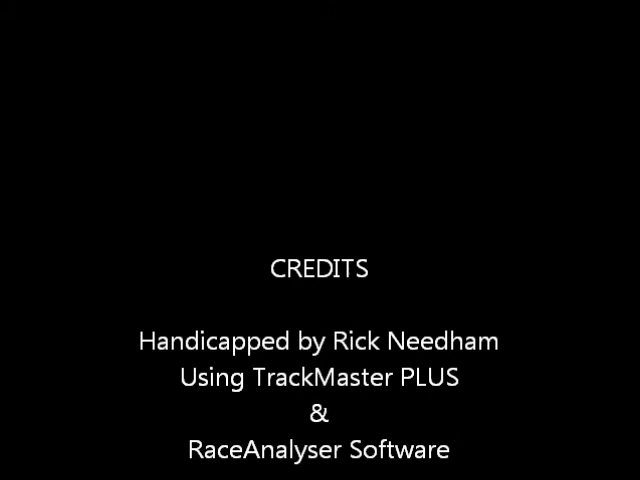 CREDITS
Handicapped by Rick Needham
Using TrackMaster PLUS
&
RaceAnalyser Software